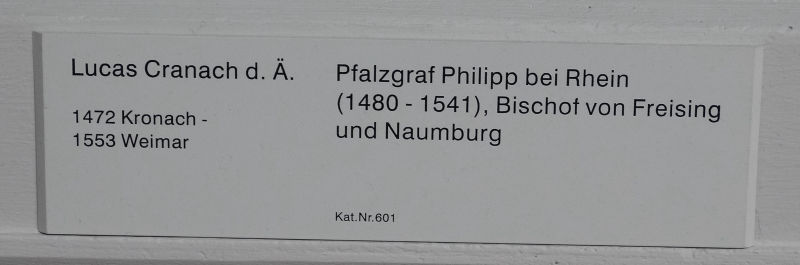 Lucas Cranach d. Ä.
1472 Kronach -
1553 Weimar
Pfalzgraf Philipp bei Rhein
(1480 - 1541), Bischof von Freising
und Naumburg
Kat.Nr.601